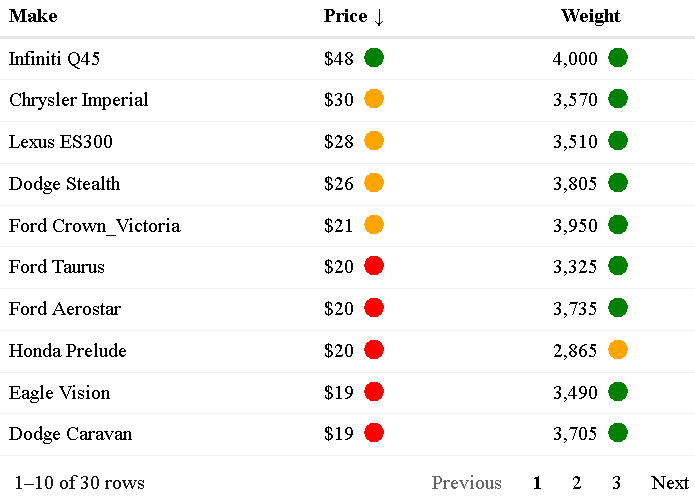 Make Price ↓ Weight
Infiniti Q45 $48 4,000
Chrysler Imperial $30 3,570
Lexus ES300 $28 3,510
Dodge Stealth $26 3,805
Ford Crown_Victoria $21 3,950
Ford Taurus $20 3,325
Ford Aerostar $20 3,735
Honda Prelude $20 2,865
Eagle Vision $19 3,490
Dodge Caravan $19 3,705
1–10 of 30 rows Previous 1 2 3 Next